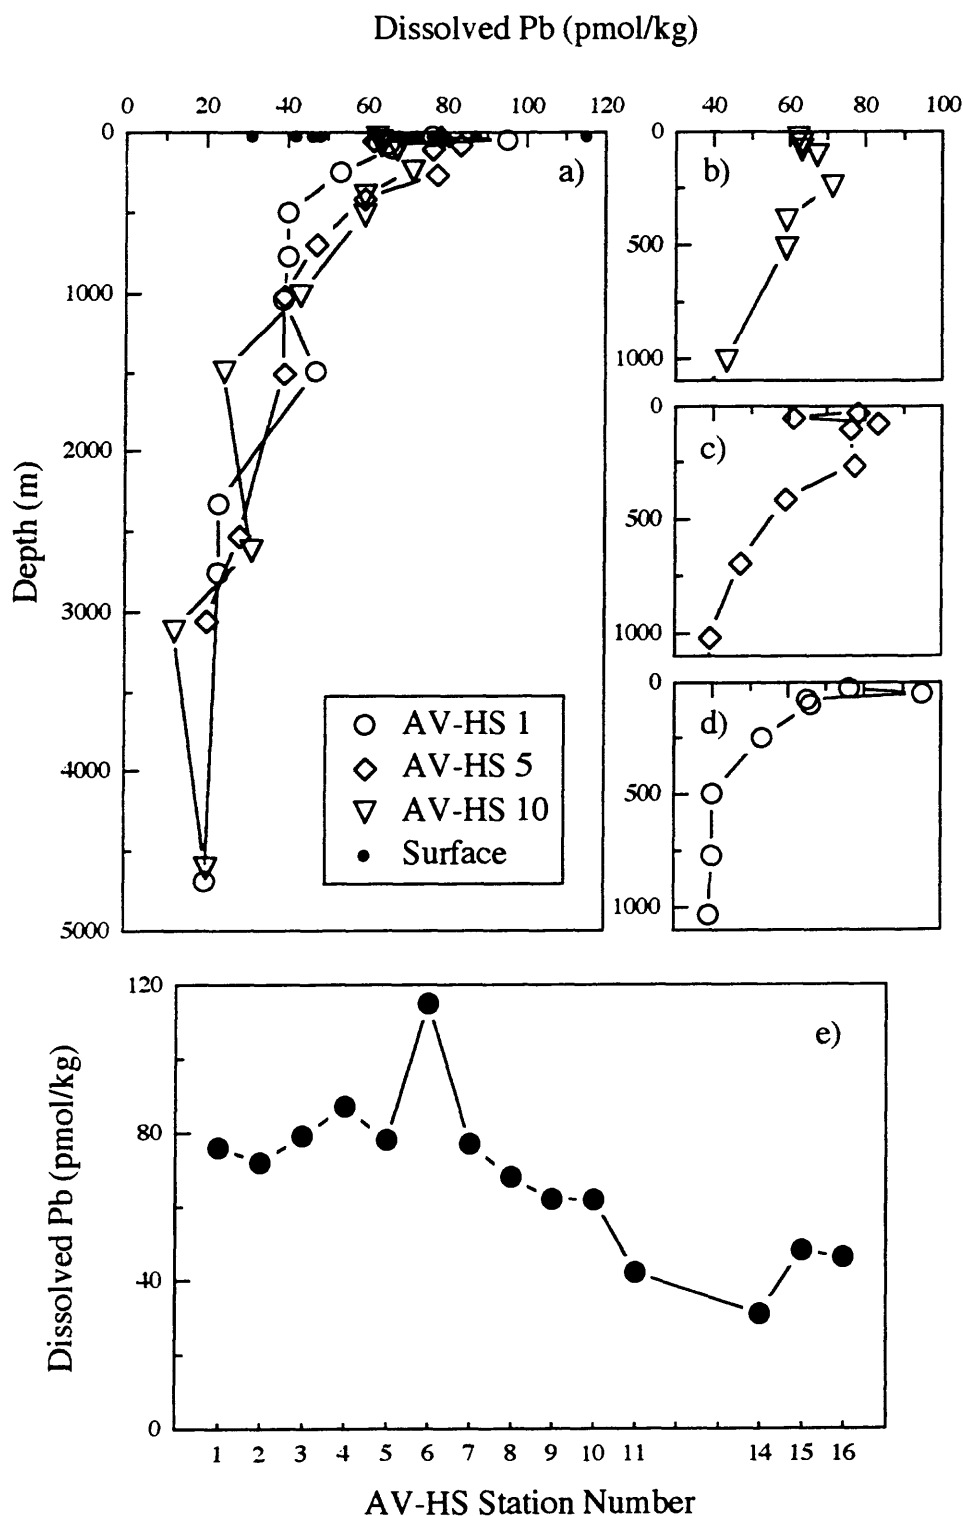 Dissolved Pb (pmol/kg)
0 20 40 60 80 100 120
40 60 80 100
0
1000
2000
3000
4000
5000
Depth (m)
a)
AV-HS 1
AV-HS 5
AV-HS 10
Surface
0
500
1000
b)
0
500
1000
c)
0
500
1000
d)
120
80
40
0
Dissolved Pb (pmol/kg)
e)
1 2 3 4 5 6 7 8 9 10 11 14 15 16
AV-HS Station Number